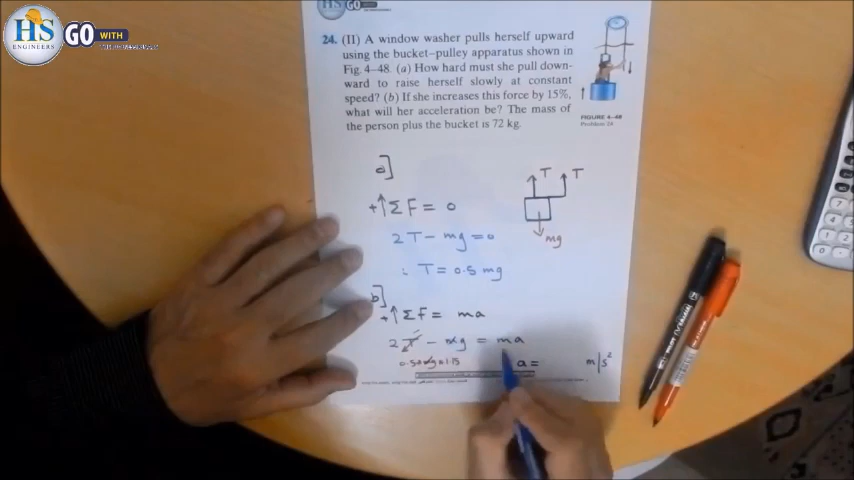 HS
ENGINEERS
GO WITH
HS GO
24. (II) A window washer pulls herself upward
using the bucket–pulley apparatus shown in
Fig. 4–48. (a) How hard must she pull down-
ward to raise herself slowly at constant
speed? (b) If she increases this force by 15%,
what will her acceleration be? The mass of
the person plus the bucket is 72 kg.
FIGURE 4–48
Problem 24.
a]
+↑ Σ F = 0
2T - mg = 0
∴ T = 0.5 mg
T T
mg
b]
+↑ Σ F = ma
2T - mg = ma
a = m/s²